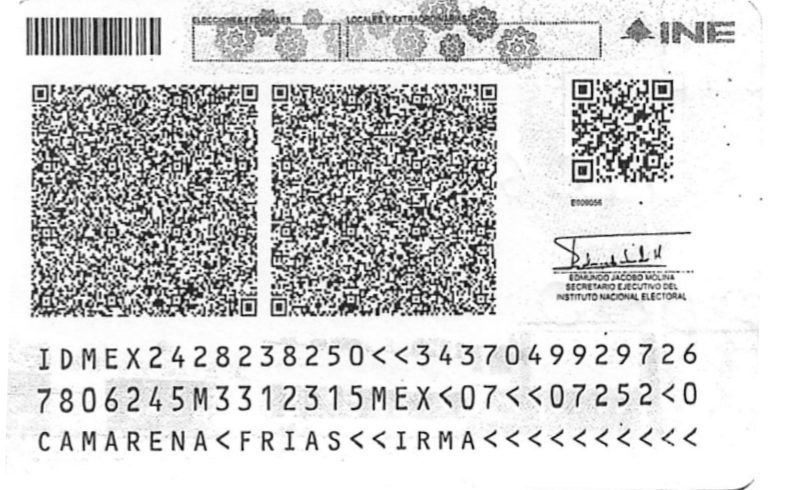 ELECCIONES FEDERALES
LOCALES Y EXTRAORDINARIAS
INE
E009056
EDMUNDO JACOBO MOLINA
SECRETARIO EJECUTIVO DEL
INSTITUTO NACIONAL ELECTORAL
IDMEX2428238250<<3437049929726
7806245M3312315MEX<07<<07252<0
CAMARENA<FRIAS<<IRMA<<<<<<<<<<